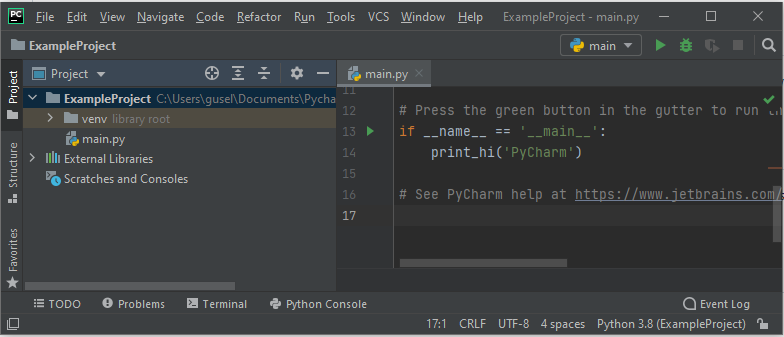 PC File Edit View Navigate Code Refactor Run Tools VCS Window Help ExampleProject - main.py
ExampleProject main
Project
Structure
Favorites
Project
ExampleProject C:\Users\gusel\Documents\Pycha
venv library root
main.py
External Libraries
Scratches and Consoles
main.py
11
12 # Press the green button in the gutter to run th
13 if __name__ == '__main__':
14 print_hi('PyCharm')
15
16 # See PyCharm help at https://www.jetbrains.com/
17
TODO Problems Terminal Python Console Event Log
17:1 CRLF UTF-8 4 spaces Python 3.8 (ExampleProject)